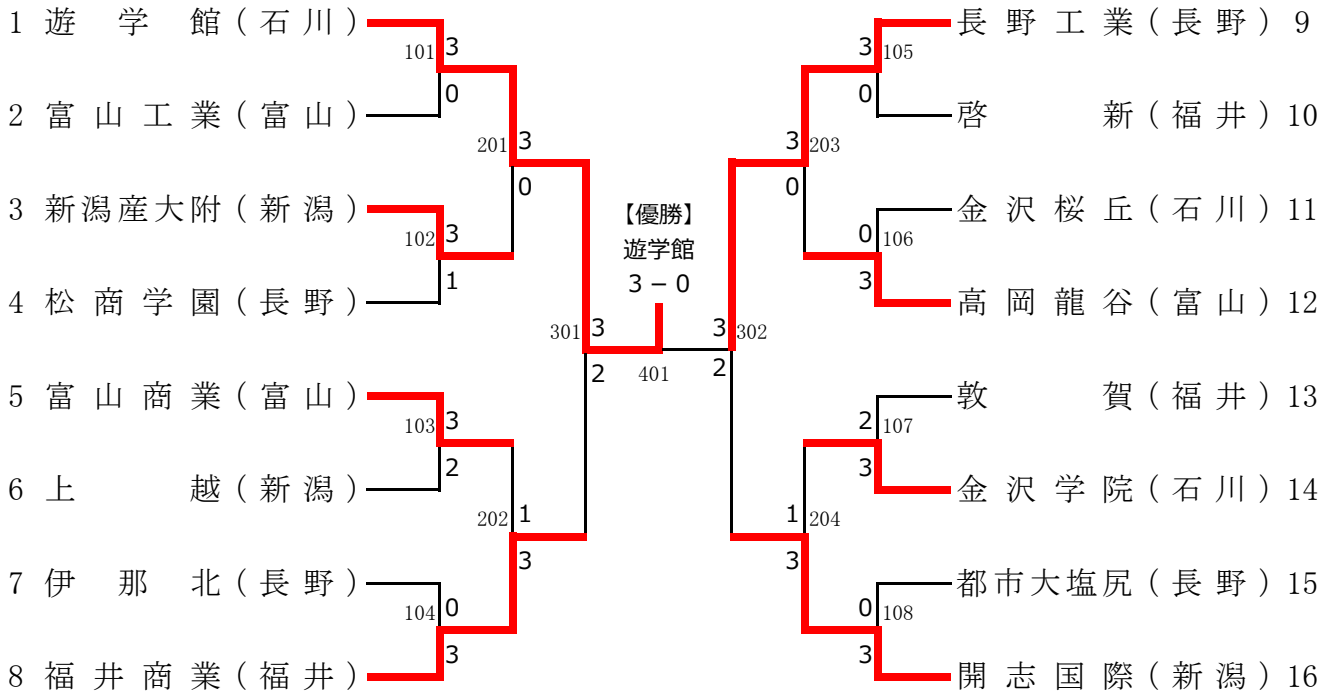 1 遊学館(石川)
2 富山工業(富山)
3 新潟産大附(新潟)
4 松商学園(長野)
5 富山商業(富山)
6 上越(新潟)
7 伊那北(長野)
8 福井商業(福井)
101 3
0
102 3
1
103 3
2
104 0
3
201 3
0
202 1
3
301 3
2
【優勝】
遊学館
3 – 0
401
3 302
2
3 203
0
1 204
3
3 105
0
0 106
3
2 107
3
0 108
3
長野工業(長野) 9
啓新(福井) 10
金沢桜丘(石川) 11
高岡龍谷(富山) 12
敦賀(福井) 13
金沢学院(石川) 14
都市大塩尻(長野) 15
開志国際(新潟) 16